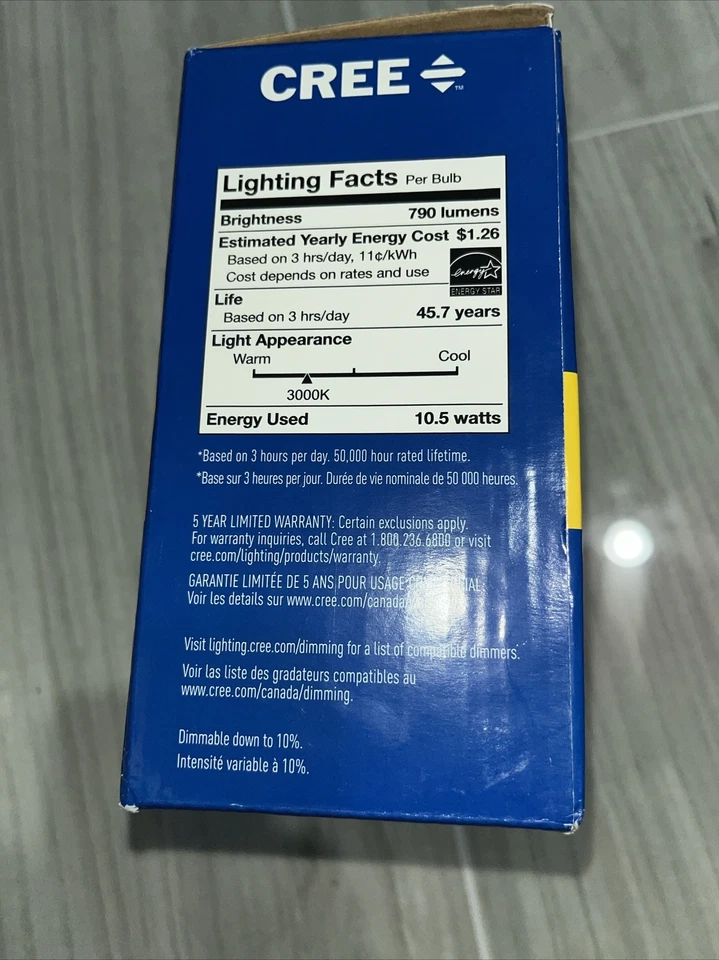 CREE
TM
Lighting Facts Per Bulb
Brightness 790 lumens
Estimated Yearly Energy Cost $1.26
Based on 3 hrs/day, 11¢/kWh
Cost depends on rates and use
energy
ENERGY STAR
Life
Based on 3 hrs/day 45.7 years
Light Appearance
Warm Cool
3000K
Energy Used 10.5 watts
*Based on 3 hours per day. 50,000 hour rated lifetime.
*Base sur 3 heures per jour. Durée de vie nominale de 50 000 heures.
5 YEAR LIMITED WARRANTY: Certain exclusions apply.
For warranty inquiries, call Cree at 1.800.236.6800 or visit
cree.com/lighting/products/warranty.
GARANTIE LIMITÉE DE 5 ANS POUR USAGE
Voir les details sur www.cree.com/canada/
Visit lighting.cree.com/dimming for a list of compatible dimmers.
Voir las liste des gradateurs compatibles au
www.cree.com/canada/dimming.
Dimmable down to 10%.
Intensité variable à 10%.